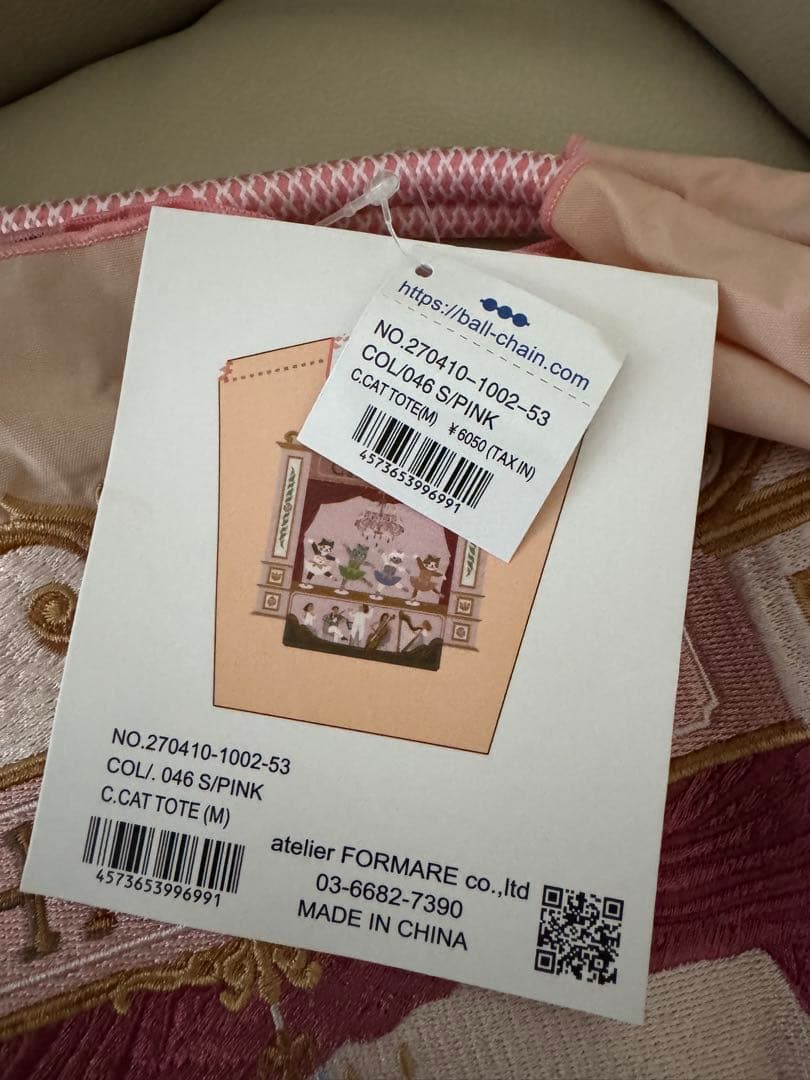 https://ball-chain.com
NO.270410-1002-53
COL/046 S/PINK
C.CAT TOTE(M) ¥6050 (TAX IN)
4573653996991
NO.270410-1002-53
COL/. 046 S/PINK
C.CAT TOTE (M)
4573653996991
atelier FORMARE co.,ltd
03-6682-7390
MADE IN CHINA